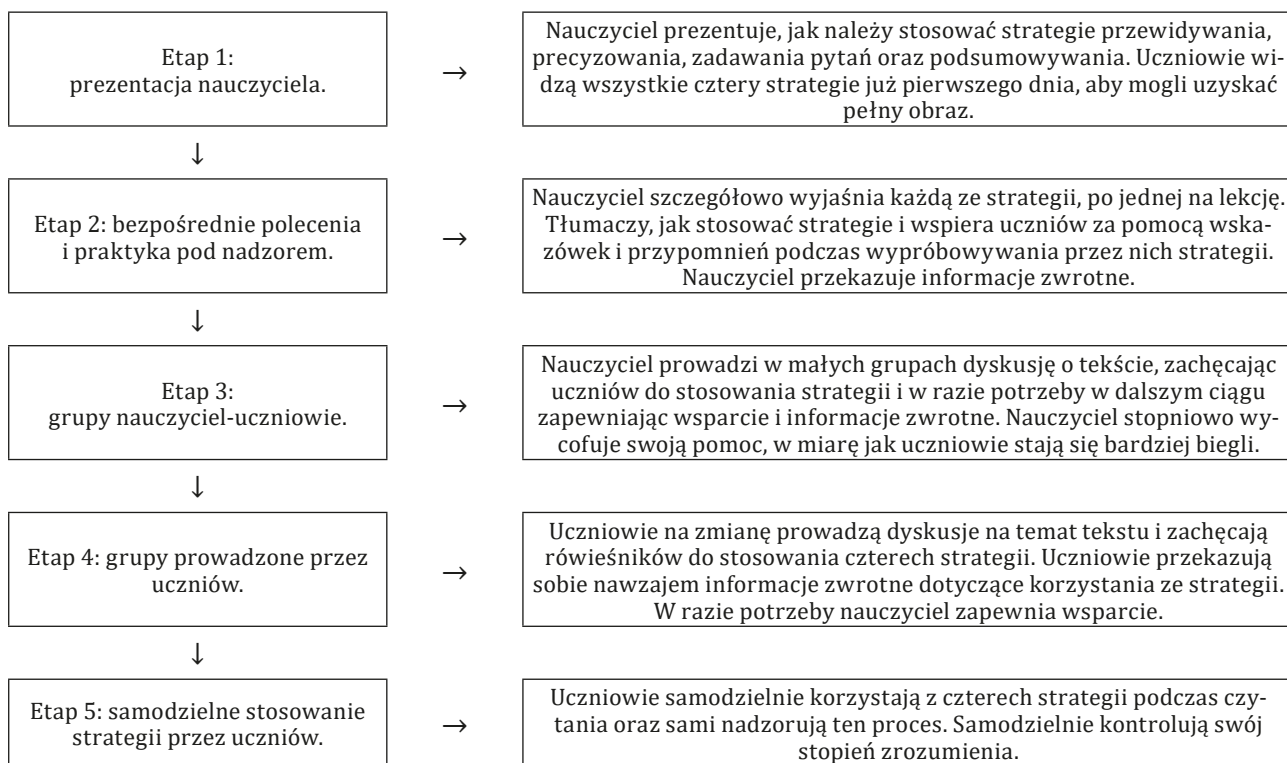 Etap 1:
prezentacja nauczyciela.
→
Nauczyciel prezentuje, jak należy stosować strategie przewidywania,
precyzowania, zadawania pytań oraz podsumowywania. Uczniowie wi-
dzą wszystkie cztery strategie już pierwszego dnia, aby mogli uzyskać
pełny obraz.
↓
Etap 2: bezpośrednie polecenia
i praktyka pod nadzorem.
→
Nauczyciel szczegółowo wyjaśnia każdą ze strategii, po jednej na lekcję.
Tłumaczy, jak stosować strategie i wspiera uczniów za pomocą wska-
zówek i przypomnień podczas wypróbowywania przez nich strategii.
Nauczyciel przekazuje informacje zwrotne.
↓
Etap 3:
grupy nauczyciel-uczniowie.
→
Nauczyciel prowadzi w małych grupach dyskusję o tekście, zachęcając
uczniów do stosowania strategii i w razie potrzeby w dalszym ciągu
zapewniając wsparcie i informacje zwrotne. Nauczyciel stopniowo wy-
cofuje swoją pomoc, w miarę jak uczniowie stają się bardziej biegli.
↓
Etap 4: grupy prowadzone przez
uczniów.
→
Uczniowie na zmianę prowadzą dyskusje na temat tekstu i zachęcają
rówieśników do stosowania czterech strategii. Uczniowie przekazują
sobie nawzajem informacje zwrotne dotyczące korzystania ze strategii.
W razie potrzeby nauczyciel zapewnia wsparcie.
↓
Etap 5: samodzielne stosowanie
strategii przez uczniów.
→
Uczniowie samodzielnie korzystają z czterech strategii podczas czy-
tania oraz sami nadzorują ten proces. Samodzielnie kontrolują swój
stopień zrozumienia.